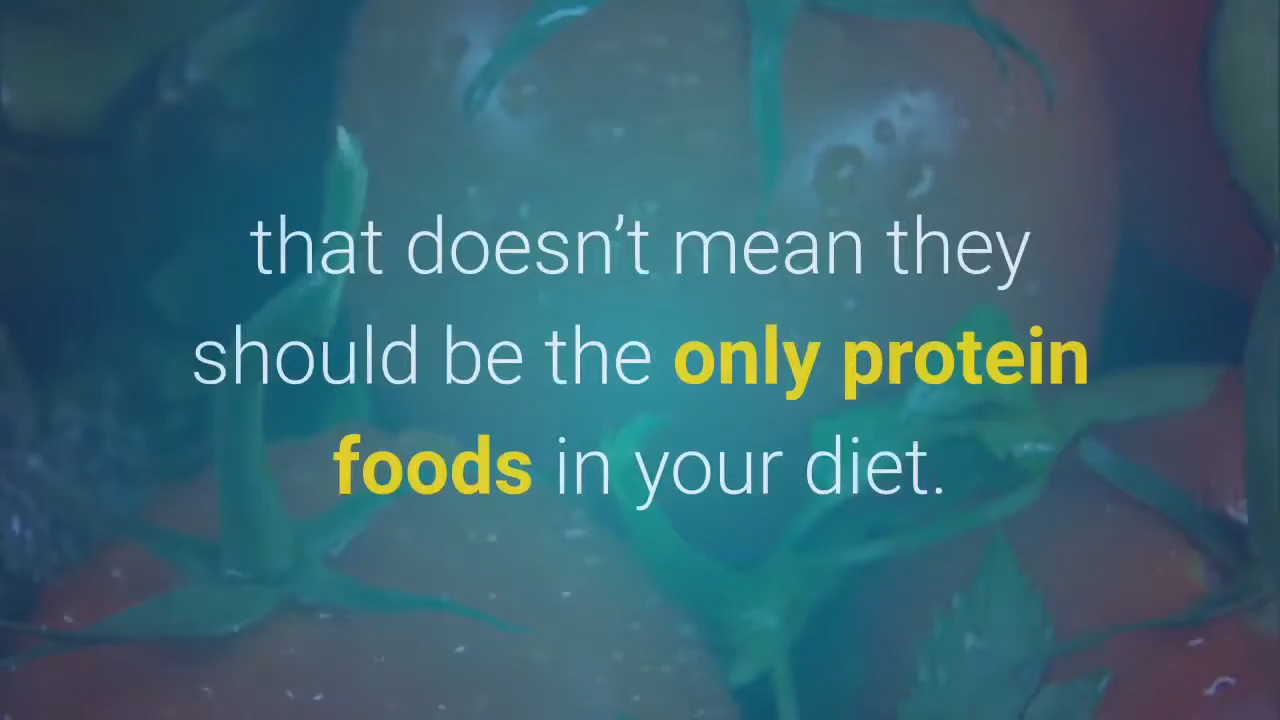 that doesn’t mean they
should be the only protein
foods in your diet.